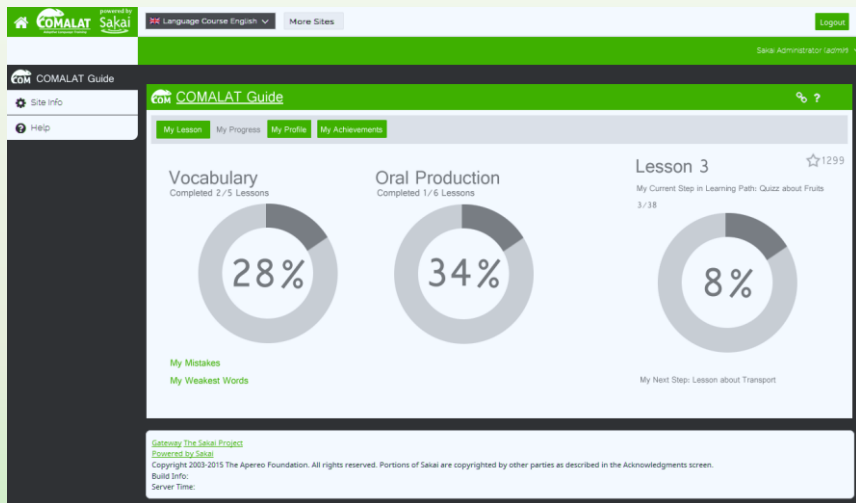 COMALAT
powered by
Sakai
Language Course English
More Sites
Logout
Sakai Administrator (admin)
COM COMALAT Guide
Site Info
Help
COM COMALAT Guide
?
My Lesson My Progress My Profile My Achievements
Vocabulary
Completed 2/5 Lessons
28%
Oral Production
Completed 1/6 Lessons
34%
Lesson 3
1299
My Current Step in Learning Path: Quizz about Fruits
3/38
8%
My Mistakes
My Weakest Words
My Next Step: Lesson about Transport
Gateway The Sakai Project
Powered by Sakai
Copyright 2003-2015 The Apereo Foundation. All rights reserved. Portions of Sakai are copyrighted by other parties as described in the Acknowledgments screen.
Build Info:
Server Time: